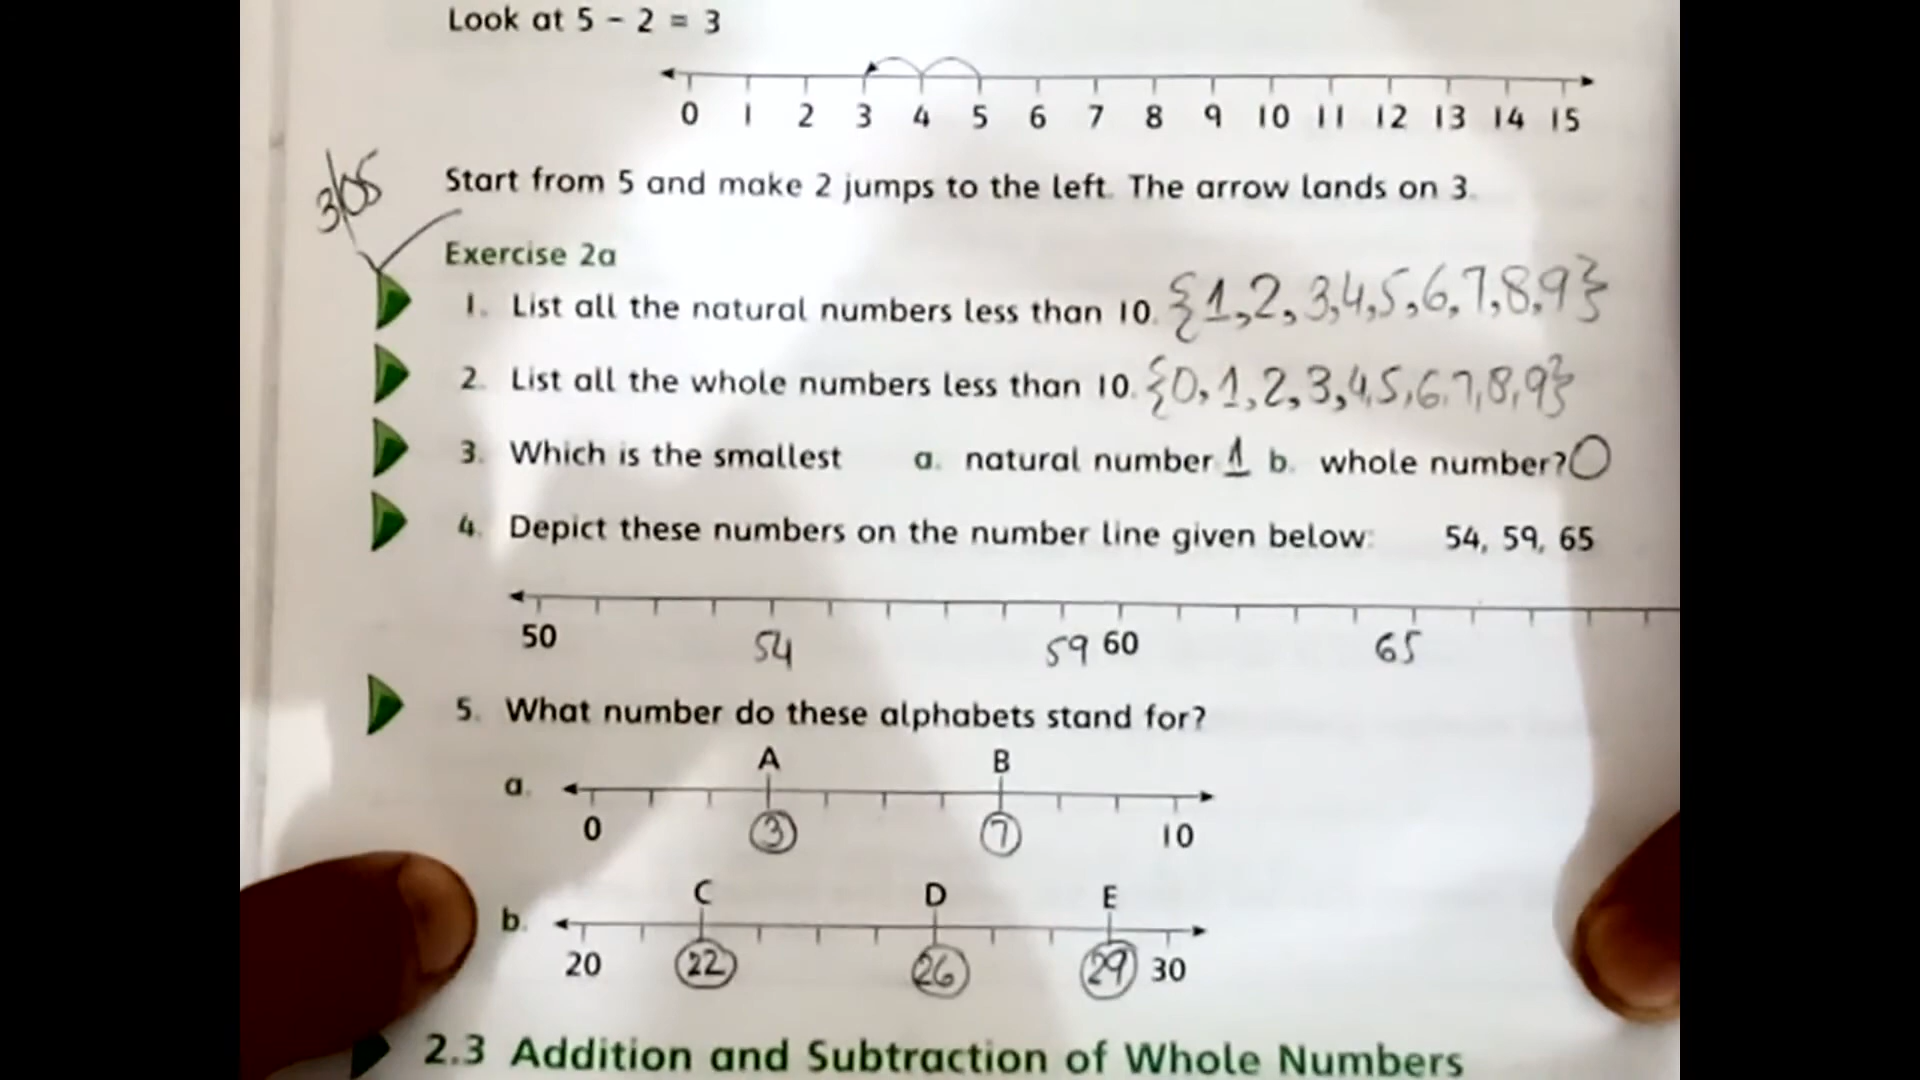 Look at 5 - 2 = 3
0 1 2 3 4 5 6 7 8 9 10 11 12 13 14 15
Start from 5 and make 2 jumps to the left. The arrow lands on 3.
Exercise 2a
1. List all the natural numbers less than 10. {1,2,3,4,5,6,7,8,9}
2. List all the whole numbers less than 10. {0,1,2,3,4,5,6,7,8,9}
3. Which is the smallest a. natural number 1 b. whole number? 0
4. Depict these numbers on the number line given below: 54, 59, 65
50 54 59 60 65
5. What number do these alphabets stand for?
A B
a.
0 3 7 10
C D E
b.
20 22 26 29 30
2.3 Addition and Subtraction of Whole Numbers